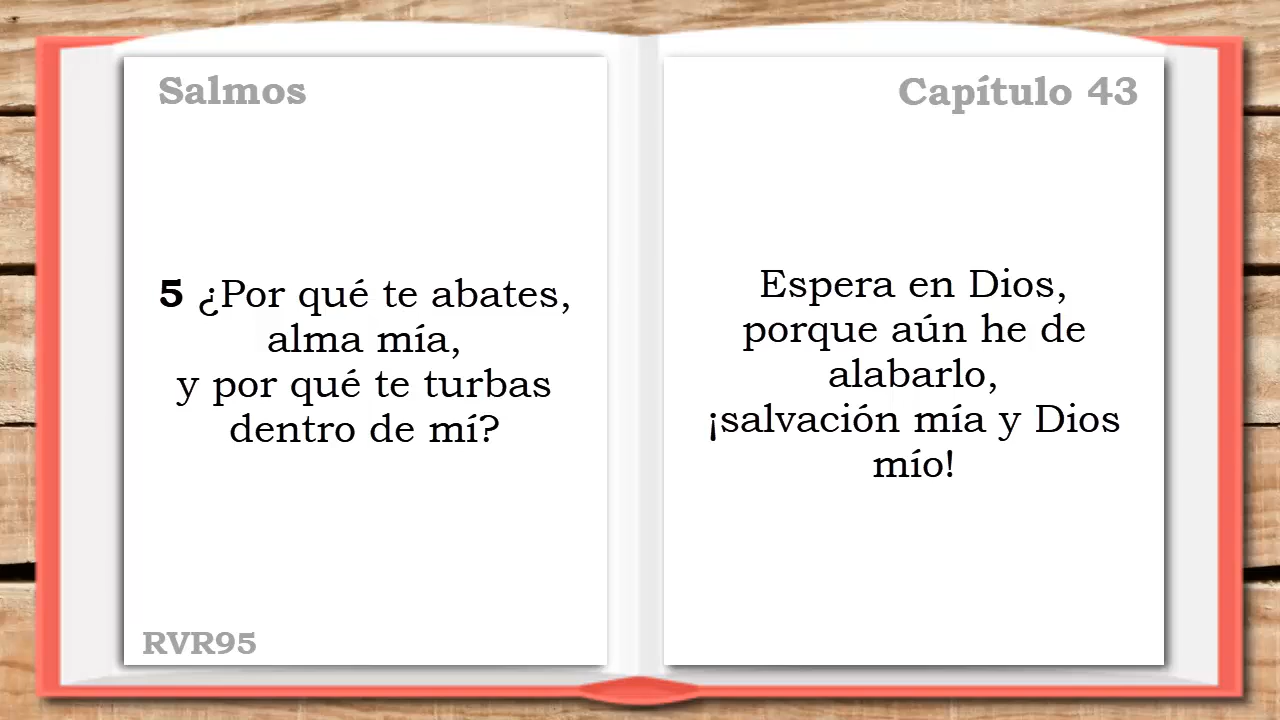 Salmos
5 ¿Por qué te abates,
alma mía,
y por qué te turbas
dentro de mí?
RVR95
Capítulo 43
Espera en Dios,
porque aún he de
alabarlo,
¡salvación mía y Dios
mío!